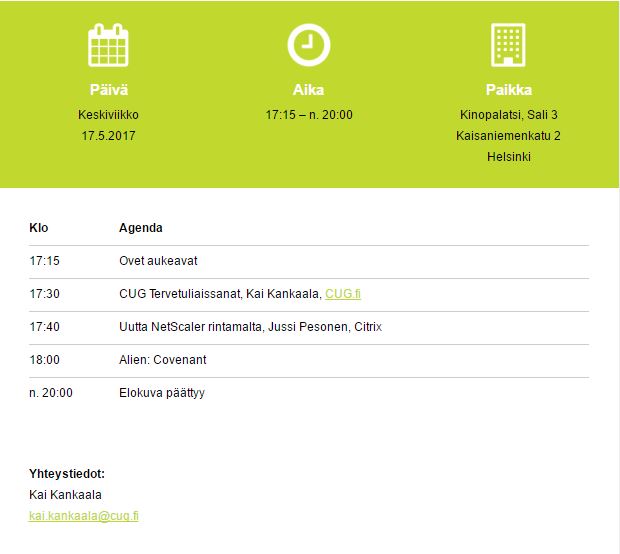 Päivä
Keskiviikko
17.5.2017
Aika
17:15 – n. 20:00
Paikka
Kinopalatsi, Sali 3
Kaisaniemenkatu 2
Helsinki
Klo Agenda
17:15 Ovet aukeavat
17:30 CUG Tervetuliaissanat, Kai Kankaala, CUG.fi
17:40 Uutta NetScaler rintamalta, Jussi Pesonen, Citrix
18:00 Alien: Covenant
n. 20:00 Elokuva päättyy
Yhteystiedot:
Kai Kankaala
kai.kankaala@cug.fi